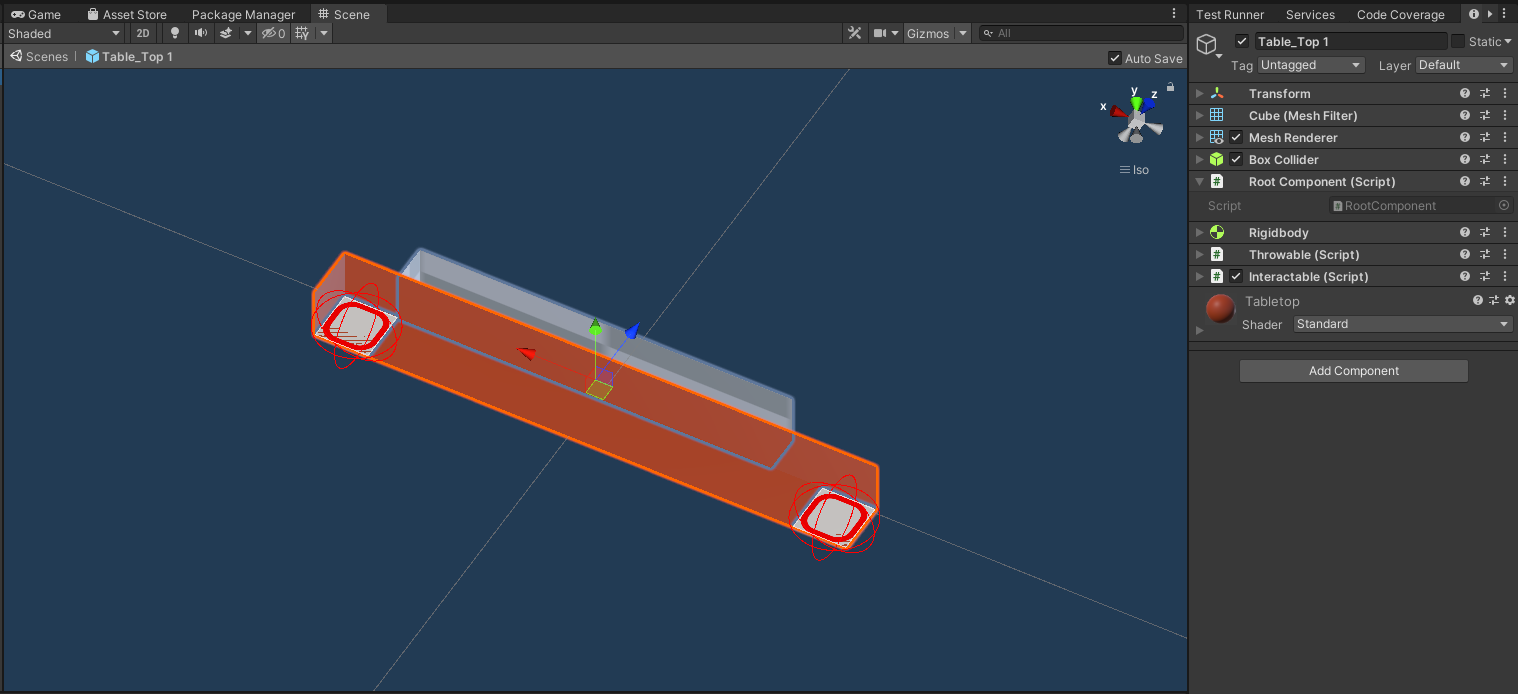 Game Asset Store Package Manager Scene
Test Runner Services Code Coverage
Shaded 2D 0 Gizmos All
Scenes Table_Top 1 Auto Save
y
z
x
Iso
Table_Top 1 Static
Tag Untagged Layer Default
Transform
Cube (Mesh Filter)
Mesh Renderer
Box Collider
# Root Component (Script)
Script RootComponent
Rigidbody
# Throwable (Script)
# Interactable (Script)
Tabletop
Shader Standard
Add Component